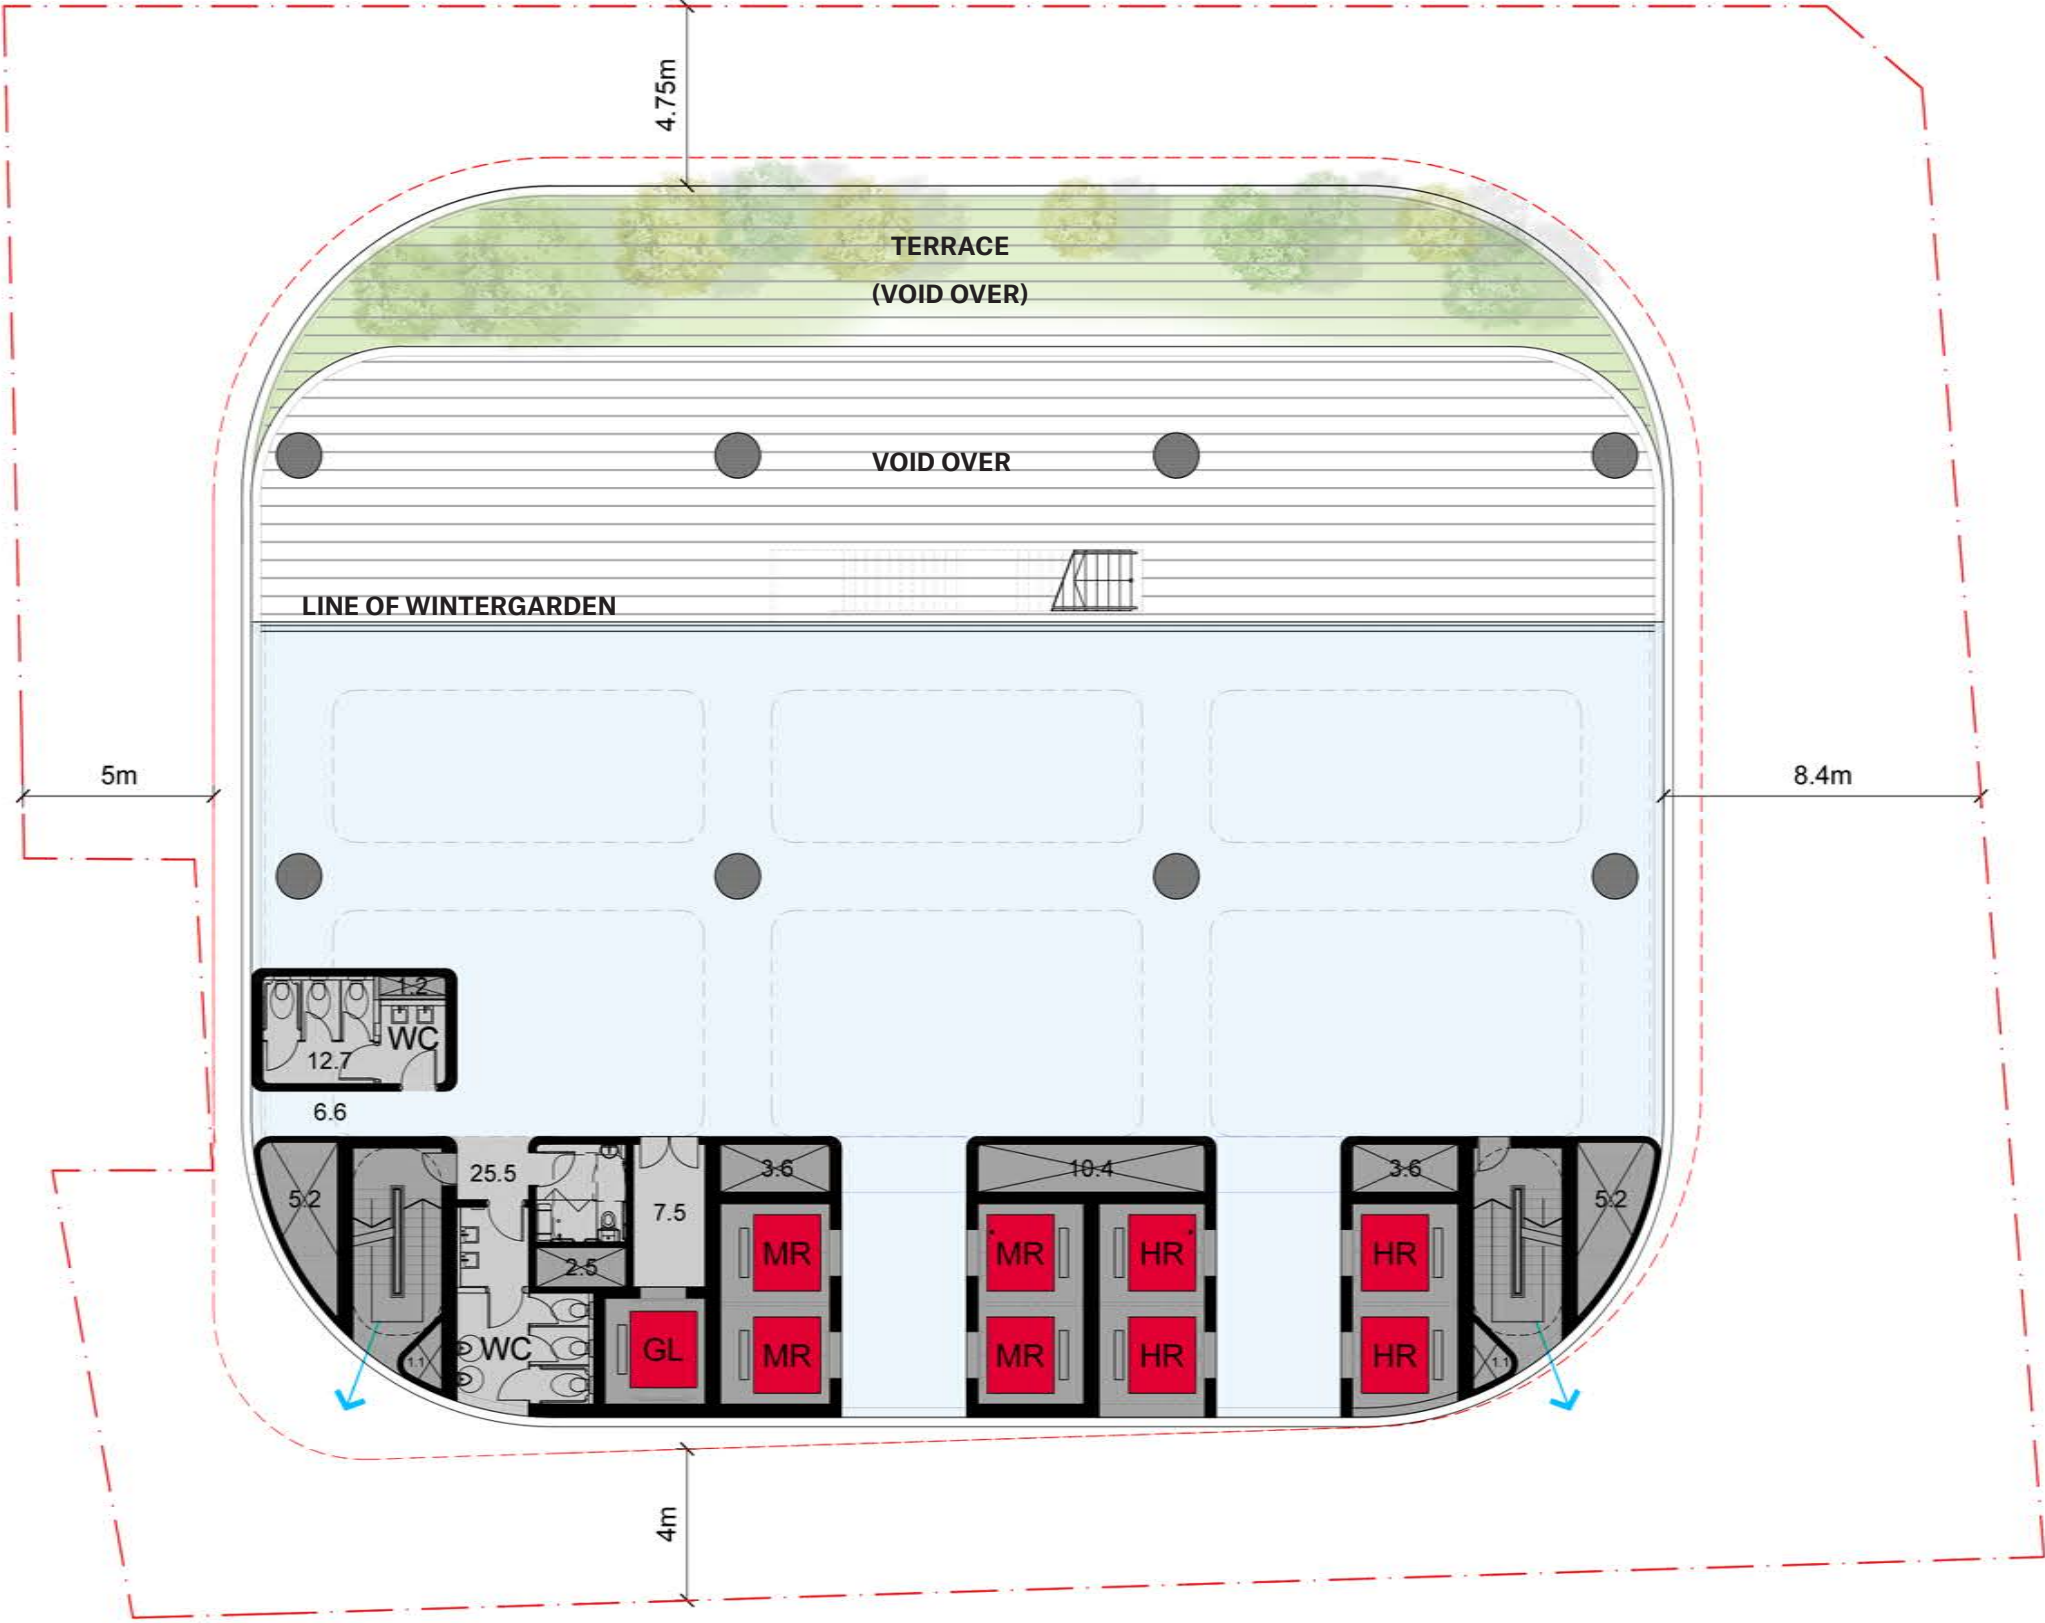 4.75m
TERRACE
(VOID OVER)
VOID OVER
LINE OF WINTERGARDEN
5m
8.4m
1.2
WC
12.7
6.6
5.2
25.5
7.5
3.6
10.4
3.6
5.2
2.5
MR
MR
HR
HR
1.1
WC
GL
MR
MR
HR
HR
1.1
4m